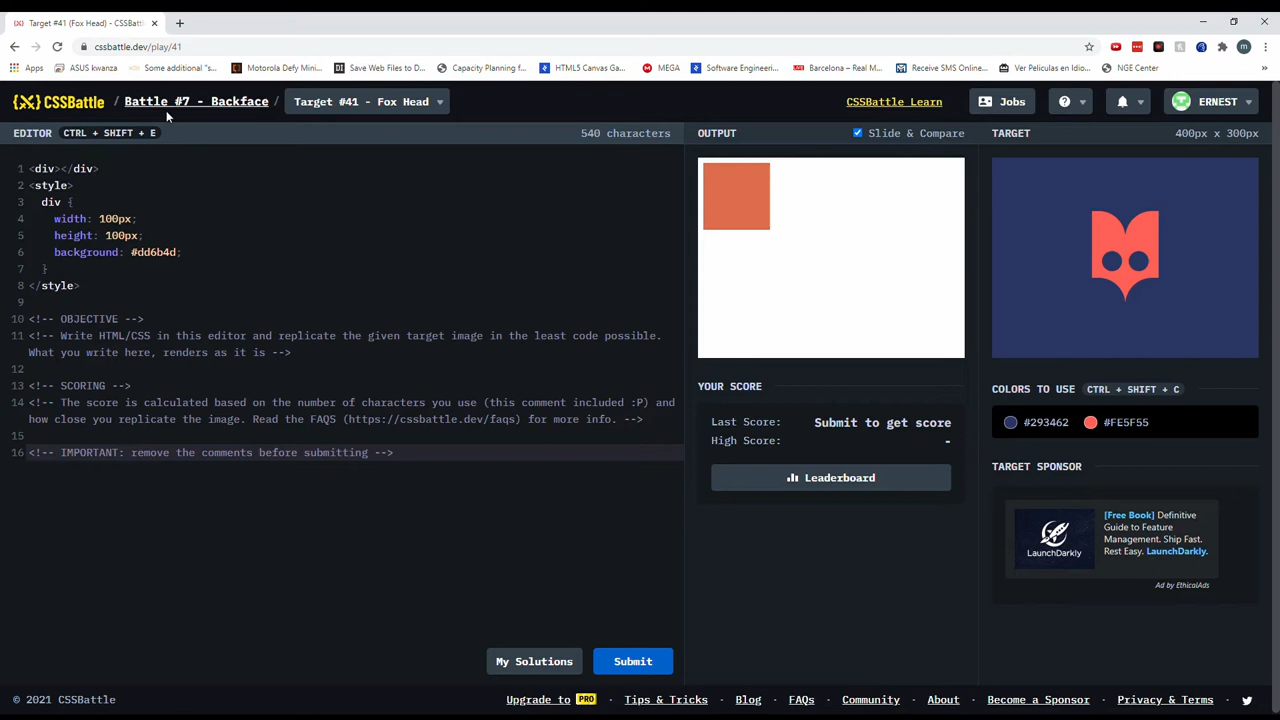 Target #41 (Fox Head) - CSSBattl
cssbattle.dev/play/41
Apps ASUS kwanza Some additional "s... Motorola Defy Mini... Save Web Files to D... Capacity Planning f... HTML5 Canvas Ga... MEGA Software Engineeri... Barcelona – Real M... Receive SMS Online... Ver Peliculas en Idio... NGE Center
CSSBattle / Battle #7 - Backface / Target #41 - Fox Head CSSBattle Learn Jobs ERNEST
EDITOR CTRL + SHIFT + E 540 characters OUTPUT Slide & Compare TARGET 400px x 300px
1 <div></div>
2 <style>
3 div {
4 width: 100px;
5 height: 100px;
6 background: #dd6b4d;
7 }
8 </style>
9
10 <!-- OBJECTIVE -->
11 <!-- Write HTML/CSS in this editor and replicate the given target image in the least code possible.
What you write here, renders as it is -->
12
13 <!-- SCORING -->
14 <!-- The score is calculated based on the number of characters you use (this comment included :P) and
how close you replicate the image. Read the FAQS (https://cssbattle.dev/faqs) for more info. -->
15
16 <!-- IMPORTANT: remove the comments before submitting -->
My Solutions Submit
YOUR SCORE
Last Score: Submit to get score
High Score: -
Leaderboard
COLORS TO USE CTRL + SHIFT + C
#293462 #FE5F55
TARGET SPONSOR
LaunchDarkly
[Free Book] Definitive
Guide to Feature
Management. Ship Fast.
Rest Easy. LaunchDarkly.
Ad by EthicalAds
© 2021 CSSBattle Upgrade to PRO • Tips & Tricks • Blog • FAQs • Community • About • Become a Sponsor • Privacy & Terms •